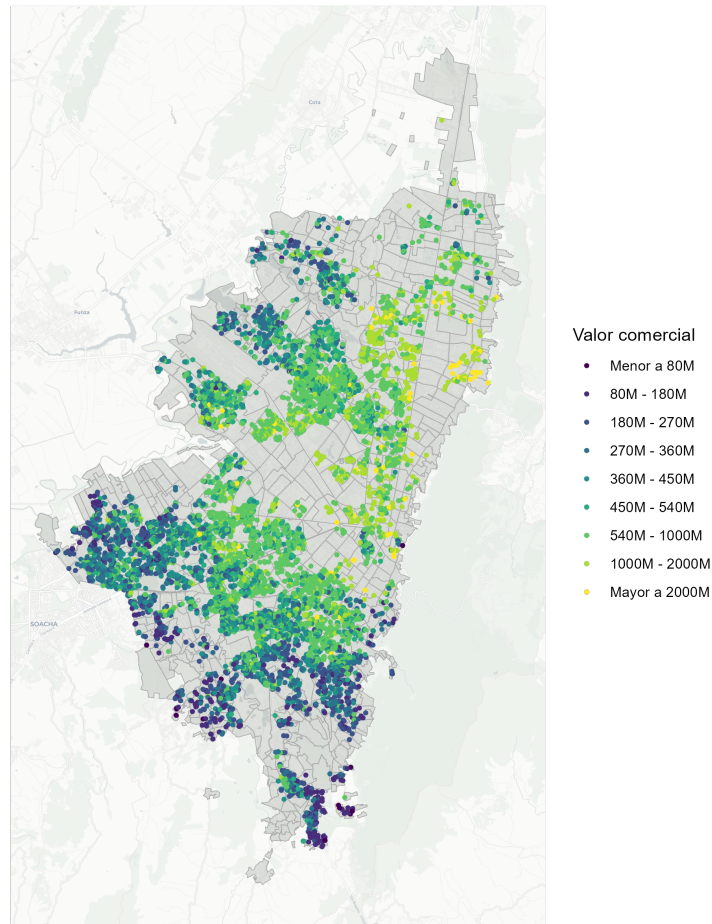 Cota
Funza
SOACHA
Valor comercial
Menor a 80M
80M - 180M
180M - 270M
270M - 360M
360M - 450M
450M - 540M
540M - 1000M
1000M - 2000M
Mayor a 2000M